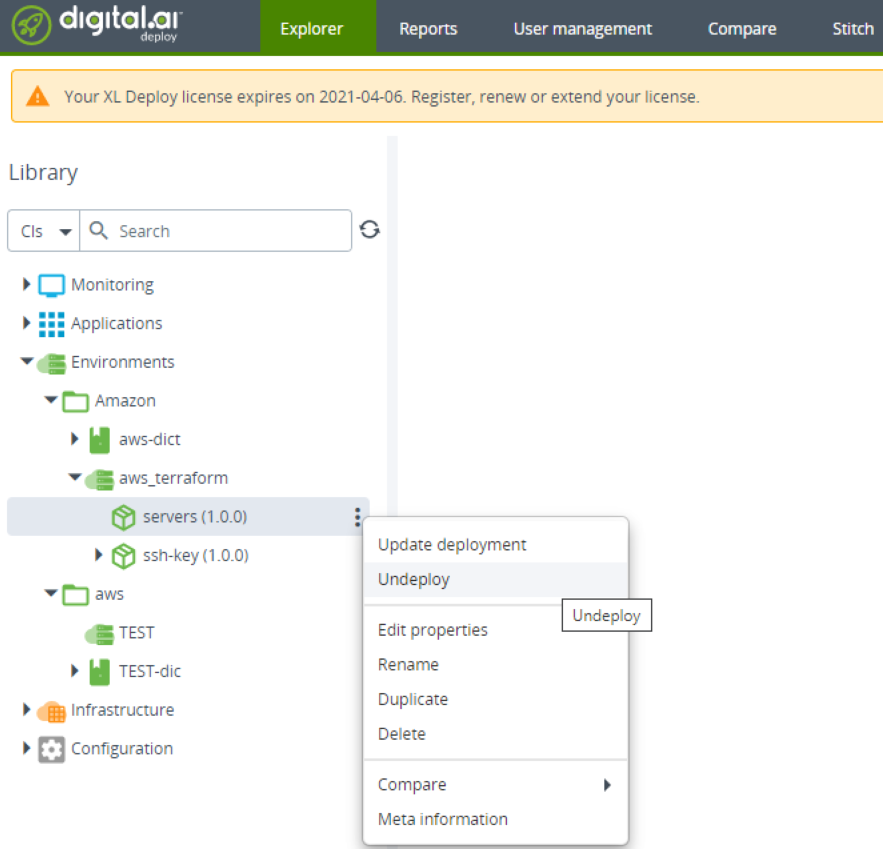 digital.ai
deploy
Explorer
Reports
User management
Compare
Stitch
Your XL Deploy license expires on 2021-04-06. Register, renew or extend your license.
Library
CIs
Search
Monitoring
Applications
Environments
Amazon
aws-dict
aws_terraform
servers (1.0.0)
ssh-key (1.0.0)
aws
TEST
TEST-dic
Infrastructure
Configuration
Update deployment
Undeploy
Undeploy
Edit properties
Rename
Duplicate
Delete
Compare
Meta information